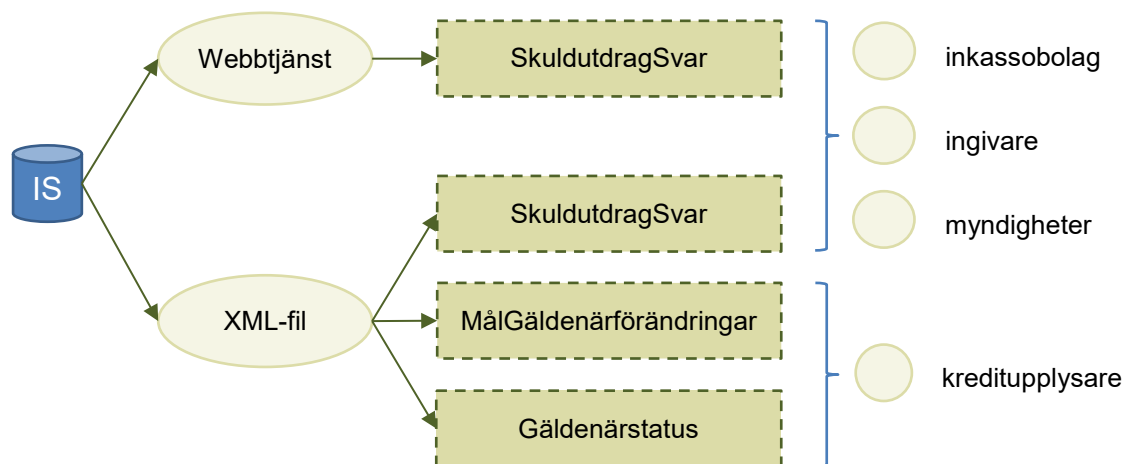 Webbtjänst
SkuldutdragSvar
inkassobolag
ingivare
IS
SkuldutdragSvar
myndigheter
XML-fil
MålGäldenärförändringar
kreditupplysare
Gäldenärstatus